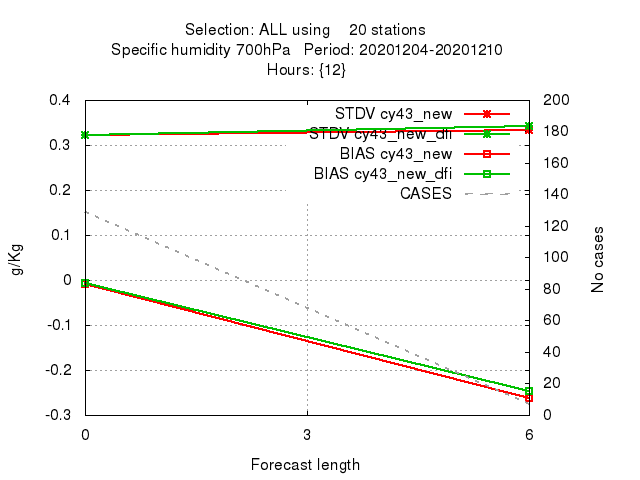 Selection: ALL using    20 stations
Specific humidity 700hPa   Period: 20201204-20201210
Hours: {12}
0.4
0.3
0.2
0.1
0
-0.1
-0.2
-0.3
g/Kg
STDV cy43_new
STDV cy43_new_dfi
BIAS cy43_new
BIAS cy43_new_dfi
CASES
200
180
160
140
120
100
80
60
40
20
0
No cases
0
3
6
Forecast length